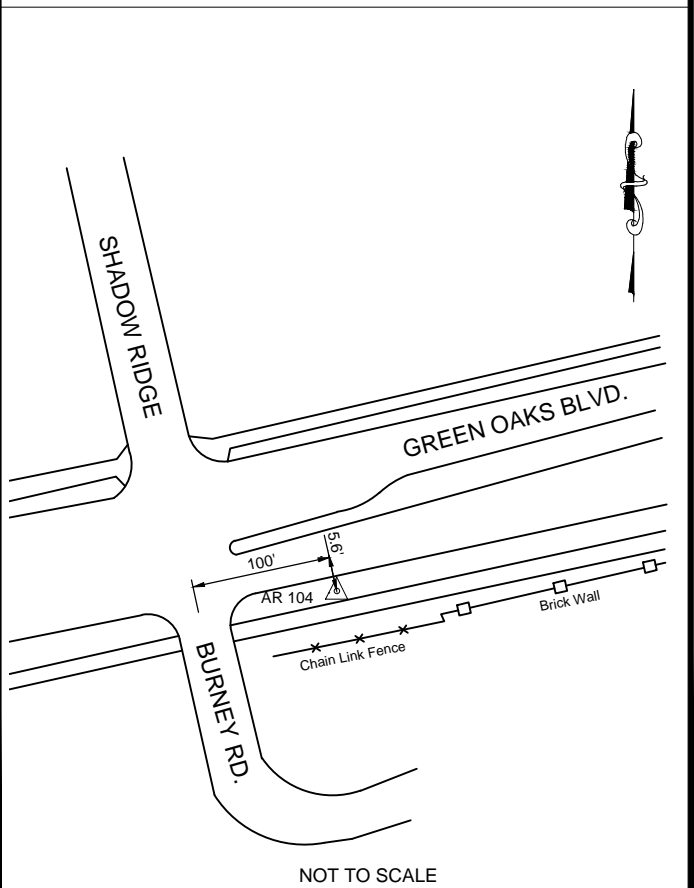 SHADOW RIDGE
GREEN OAKS BLVD.
5.6'
100'
AR 104
Brick Wall
Chain Link Fence
BURNEY RD.
NOT TO SCALE